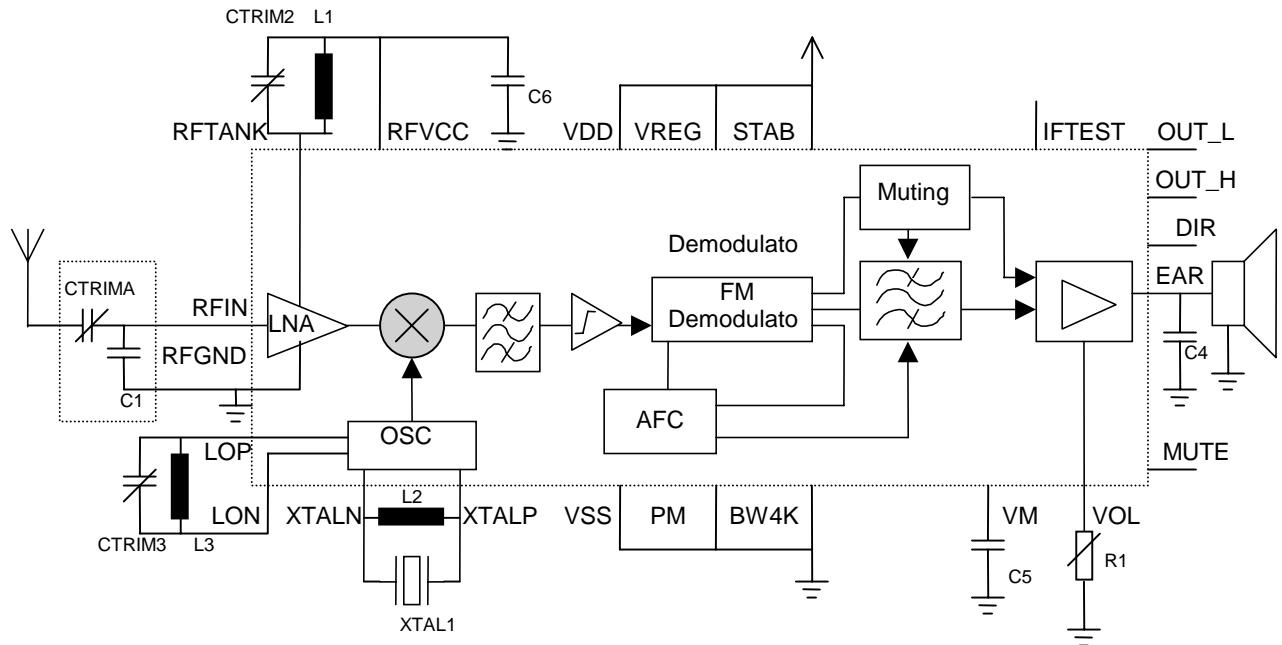 CTRIM2 L1
C6
RFTANK RFVCC VDD VREG STAB IFTEST OUT_L
OUT_H
Muting
DIR
Demodulato
CTRIMA RFIN LNA FM EAR
Demodulato
RFGND
C4
C1
AFC
OSC
LOP MUTE
L2
LON XTALN XTALP VSS PM BW4K VM VOL
CTRIM3 L3
C5 R1
XTAL1